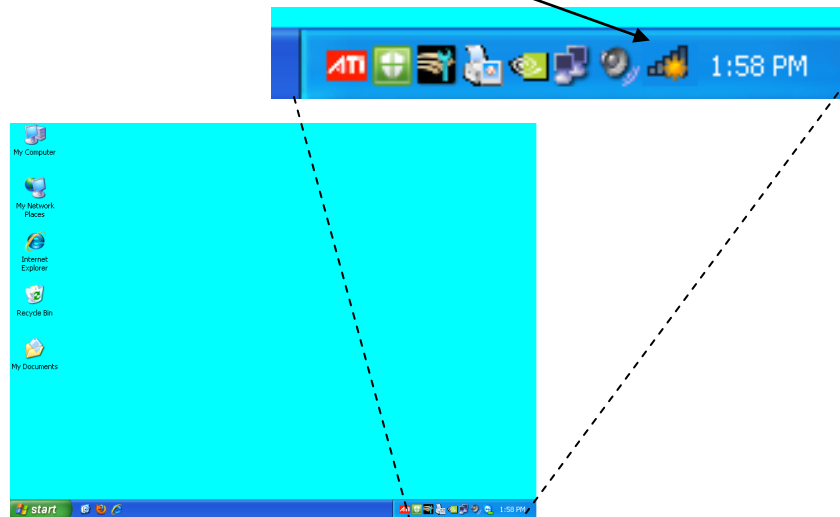 ATI
1:58 PM
My Computer
My Network
Places
Internet
Explorer
Recycle Bin
My Documents
start
ATI
1:58 PM